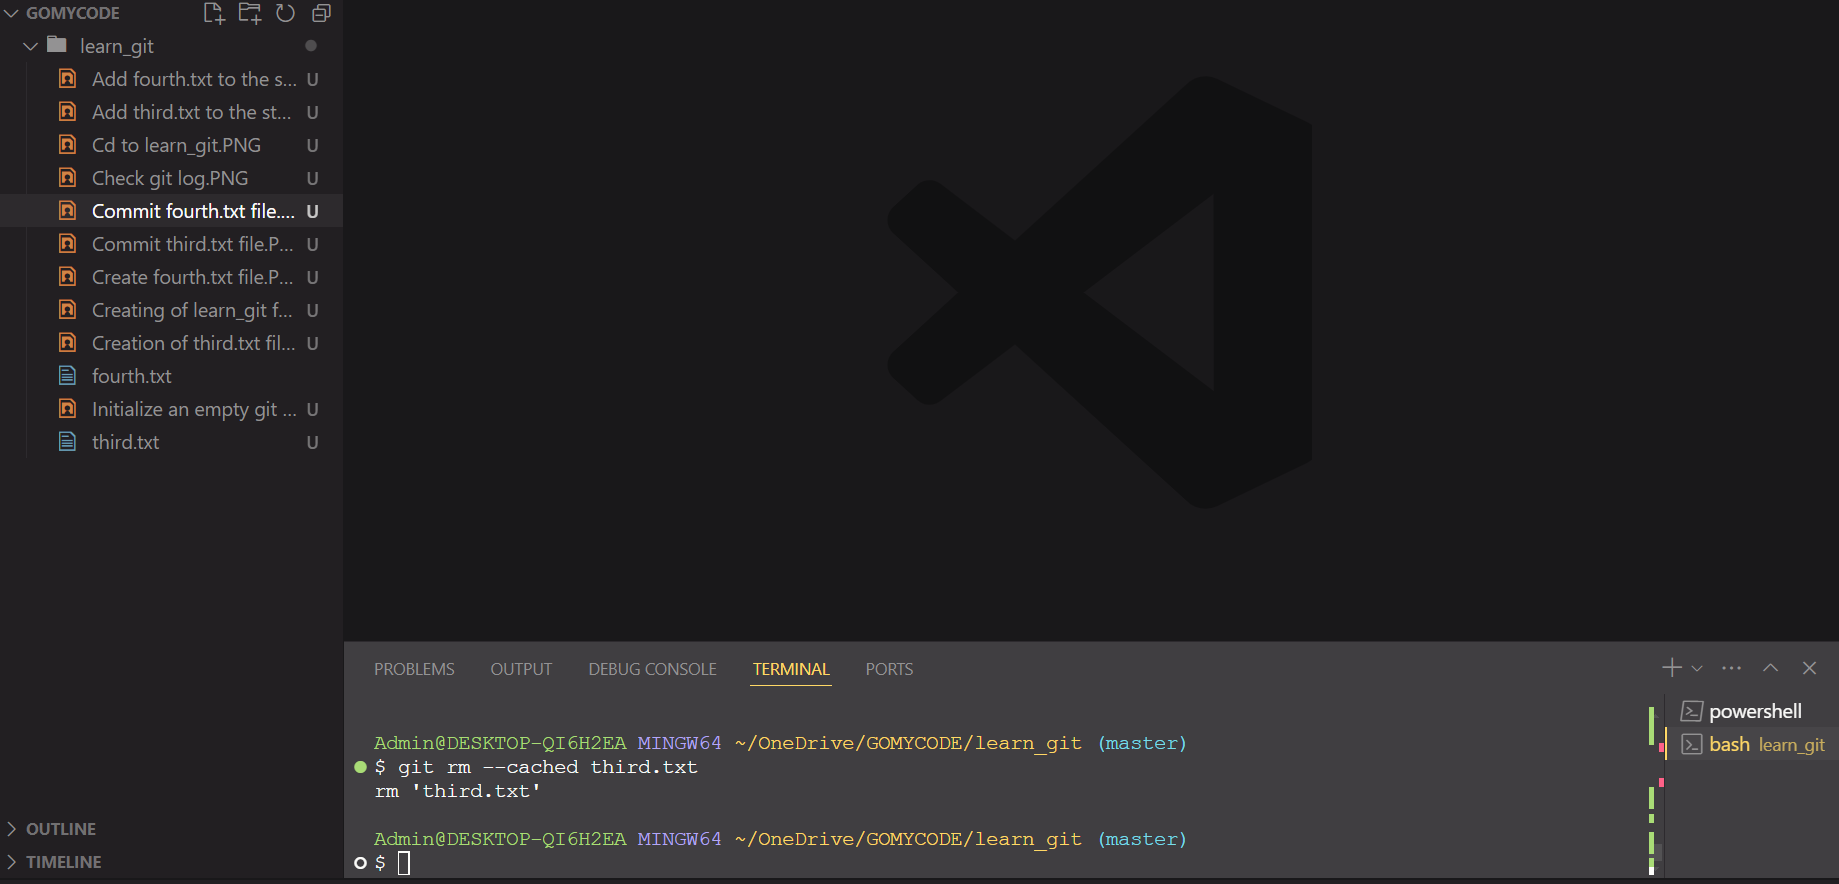 GOMYCODE
learn_git
Add fourth.txt to the s... U
Add third.txt to the st... U
Cd to learn_git.PNG U
Check git log.PNG U
Commit fourth.txt file.... U
Commit third.txt file.P... U
Create fourth.txt file.P... U
Creating of learn_git f... U
Creation of third.txt fil... U
fourth.txt
Initialize an empty git ... U
third.txt U
OUTLINE
TIMELINE
PROBLEMS OUTPUT DEBUG CONSOLE TERMINAL PORTS
Admin@DESKTOP-QI6H2EA MINGW64 ~/OneDrive/GOMYCODE/learn_git (master)
$ git rm --cached third.txt
rm 'third.txt'
Admin@DESKTOP-QI6H2EA MINGW64 ~/OneDrive/GOMYCODE/learn_git (master)
$
powershell
bash learn_git